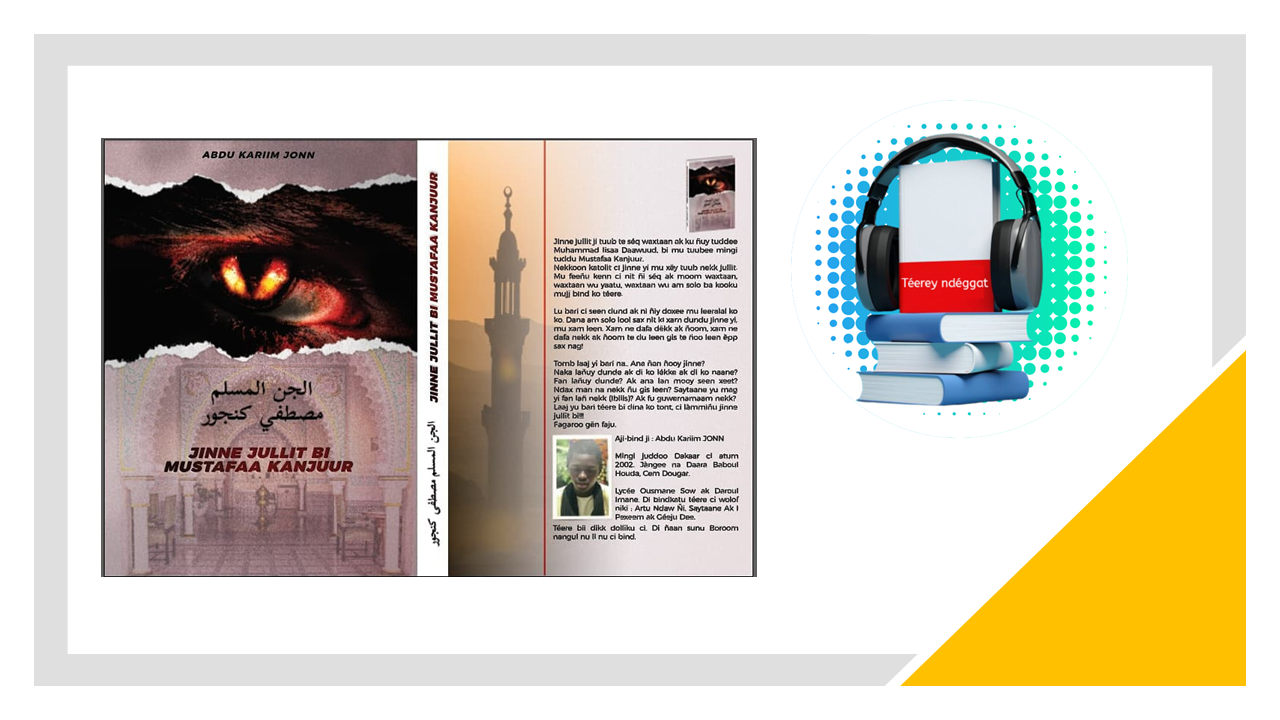 ABDU KARIIM JONN
الجن المسلم
مصطفي كنجور
JINNE JULLIT BI
MUSTAFAA KANJUUR
JINNE JULLIT BI MUSTAFAA KANJUUR
الجن المسلم مصطفي كنجور
Jinne jullit ji tuub te séq waxtaan ak ku ñuy tuddee
Muhammad Iisaa Daawuud, bi mu tuubee mingi
tuddu Mustafaa Kanjuur.
Nekkoon katolit ci jinne yi mu xëy tuub nekk jullit.
Mu feeñu kenn ci nit ñi séq ak moom waxtaan,
waxtaan wu yaatu, waxtaan wu am solo ba kooku
mujj bind ko téere.
Lu bari ci seen dund ak ni ñiy doxee mu leeralal ko
ko. Dana am solo lool sax nit ki xam dundu jinne yi,
mu xam leen. Xam ne dafa dëkk ak ñoom, xam ne
dafa nekk ak ñoom te du leen gis te ñoo leen ëpp
sax nag!
Tomb laaj yi bari na.. Ana ñan ñooy jinne?
Naka lañuy dunde ak di ko lékke ak di ko naane?
Fan lañuy dunde? Ak ana lan mooy seen xeet?
Ndax man na nekk ñu gis leen? Saytaane yu mag
yi fan lañ nekk (Ibliis)? Ak fu guwernamaam nekk?
Laaj yu bari téere bi dina ko tont, ci làmmiñu jinne
jullit bi!!!
Fagaroo gën faju.
Aji-bind ji : Abdu Kariim JONN
Mingi juddoo Dakaar ci atum
2002. Jàngee na Daara Baboul
Houda, Cem Dougar.
Lycée Ousmane Sow ak Daroul
Imane. Di bindkatu téere ci wolof
niki : Artu Ndaw Ñi, Saytaane Ak I
Pexeem ak Géeju Dee.
Téere bii dikk dolliku ci. Di ñaan sunu Boroom
nangul nu li nu ci bind.
Téerey ndéggat